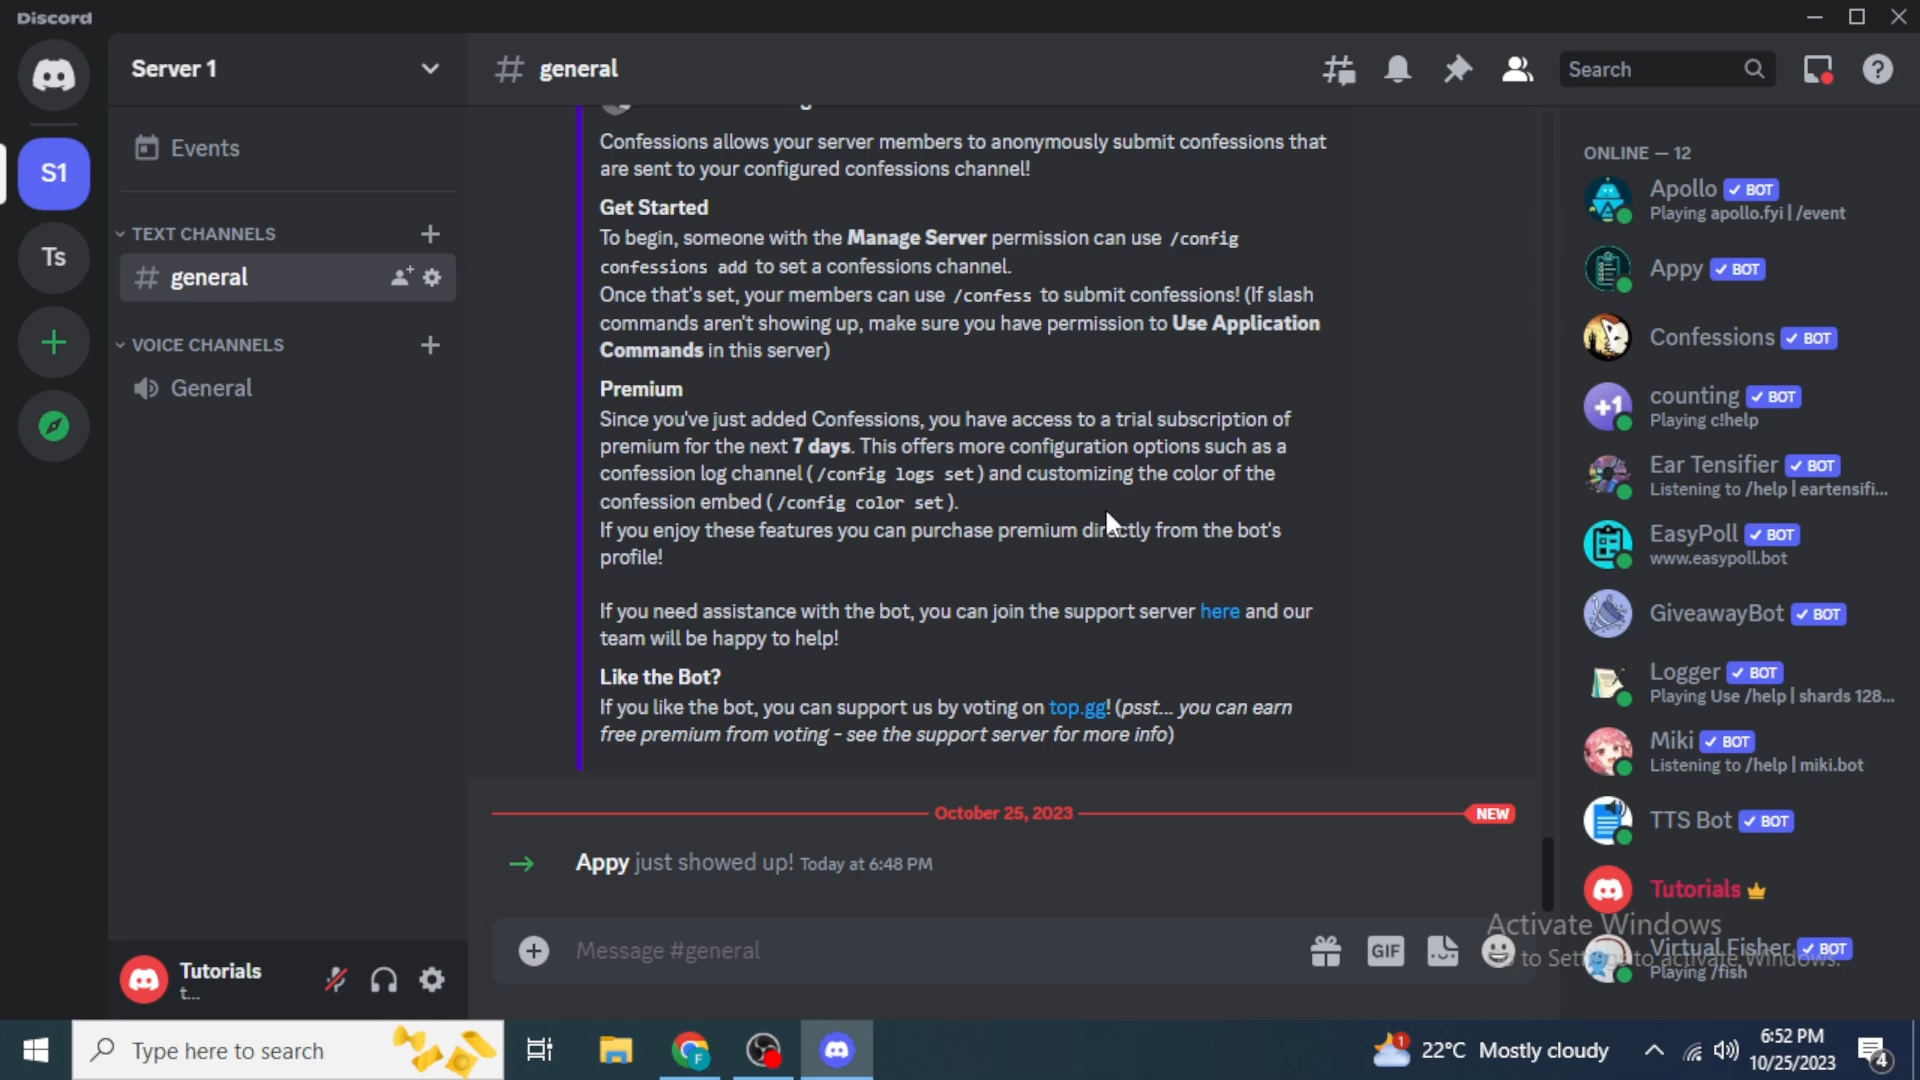 Discord
Server 1
general
Search
Events
S1
Ts
TEXT CHANNELS
general
VOICE CHANNELS
General
Confessions allows your server members to anonymously submit confessions that
are sent to your configured confessions channel!
Get Started
To begin, someone with the Manage Server permission can use /config
confessions add to set a confessions channel.
Once that's set, your members can use /confess to submit confessions! (If slash
commands aren't showing up, make sure you have permission to Use Application
Commands in this server)
Premium
Since you've just added Confessions, you have access to a trial subscription of
premium for the next 7 days. This offers more configuration options such as a
confession log channel (/config logs set) and customizing the color of the
confession embed (/config color set).
If you enjoy these features you can purchase premium directly from the bot's
profile!
If you need assistance with the bot, you can join the support server here and our
team will be happy to help!
Like the Bot?
If you like the bot, you can support us by voting on top.gg! (psst... you can earn
free premium from voting - see the support server for more info)
October 25, 2023
NEW
Appy just showed up! Today at 6:48 PM
Message #general
GIF
ONLINE — 12
Apollo BOT
Playing apollo.fyi | /event
Appy BOT
Confessions BOT
+1
counting BOT
Playing c!help
Ear Tensifier BOT
Listening to /help | eartensifi...
EasyPoll BOT
www.easypoll.bot
GiveawayBot BOT
Logger BOT
Playing Use /help | shards 128...
Miki BOT
Listening to /help | miki.bot
TTS Bot BOT
Tutorials
Virtual Fisher BOT
Playing /fish
Activate Windows
to activate Windows.
Tutorials
t...
Type here to search
1
22°C Mostly cloudy
6:52 PM
10/25/2023
4